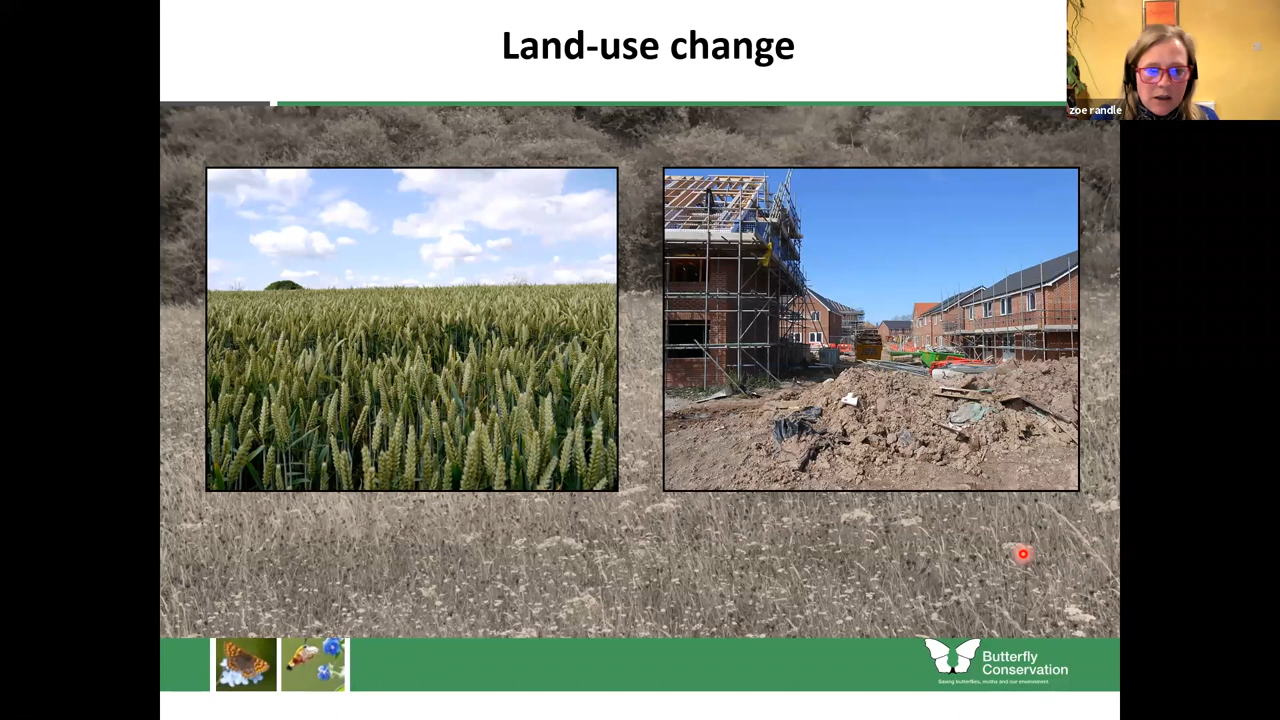 Land-use change
zoe randle
Butterfly
Conservation
Saving butterflies, moths and our environment